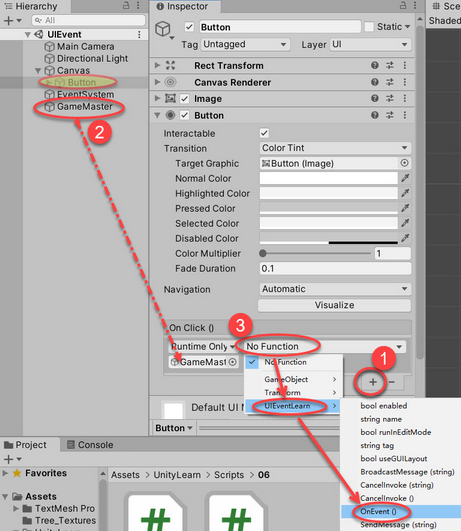 Hierarchy
All
UIEvent
Main Camera
Directional Light
Canvas
Button
EventSystem
GameMaster
2
Inspector
Button
Static
Tag Untagged Layer UI
Rect Transform
Canvas Renderer
Image
Button
Interactable
Transition Color Tint
Target Graphic Button (Image)
Normal Color
Highlighted Color
Pressed Color
Selected Color
Disabled Color
Color Multiplier 1
Fade Duration 0.1
Navigation Automatic
Visualize
On Click ()
3
Runtime Only No Function
GameMast
No Function
GameObject
Transform
UIEventLearn
1
+ −
bool enabled
string name
bool runInEditMode
string tag
bool useGUILayout
BroadcastMessage (string)
CancelInvoke (string)
CancelInvoke ()
OnEvent ()
SendMessage (string)
Default UI M
Button
Project Console
Favorites
Assets
TextMesh Pro
Tree_Textures
Assets > UnityLearn > Scripts > 06
# #
Sce
Shaded